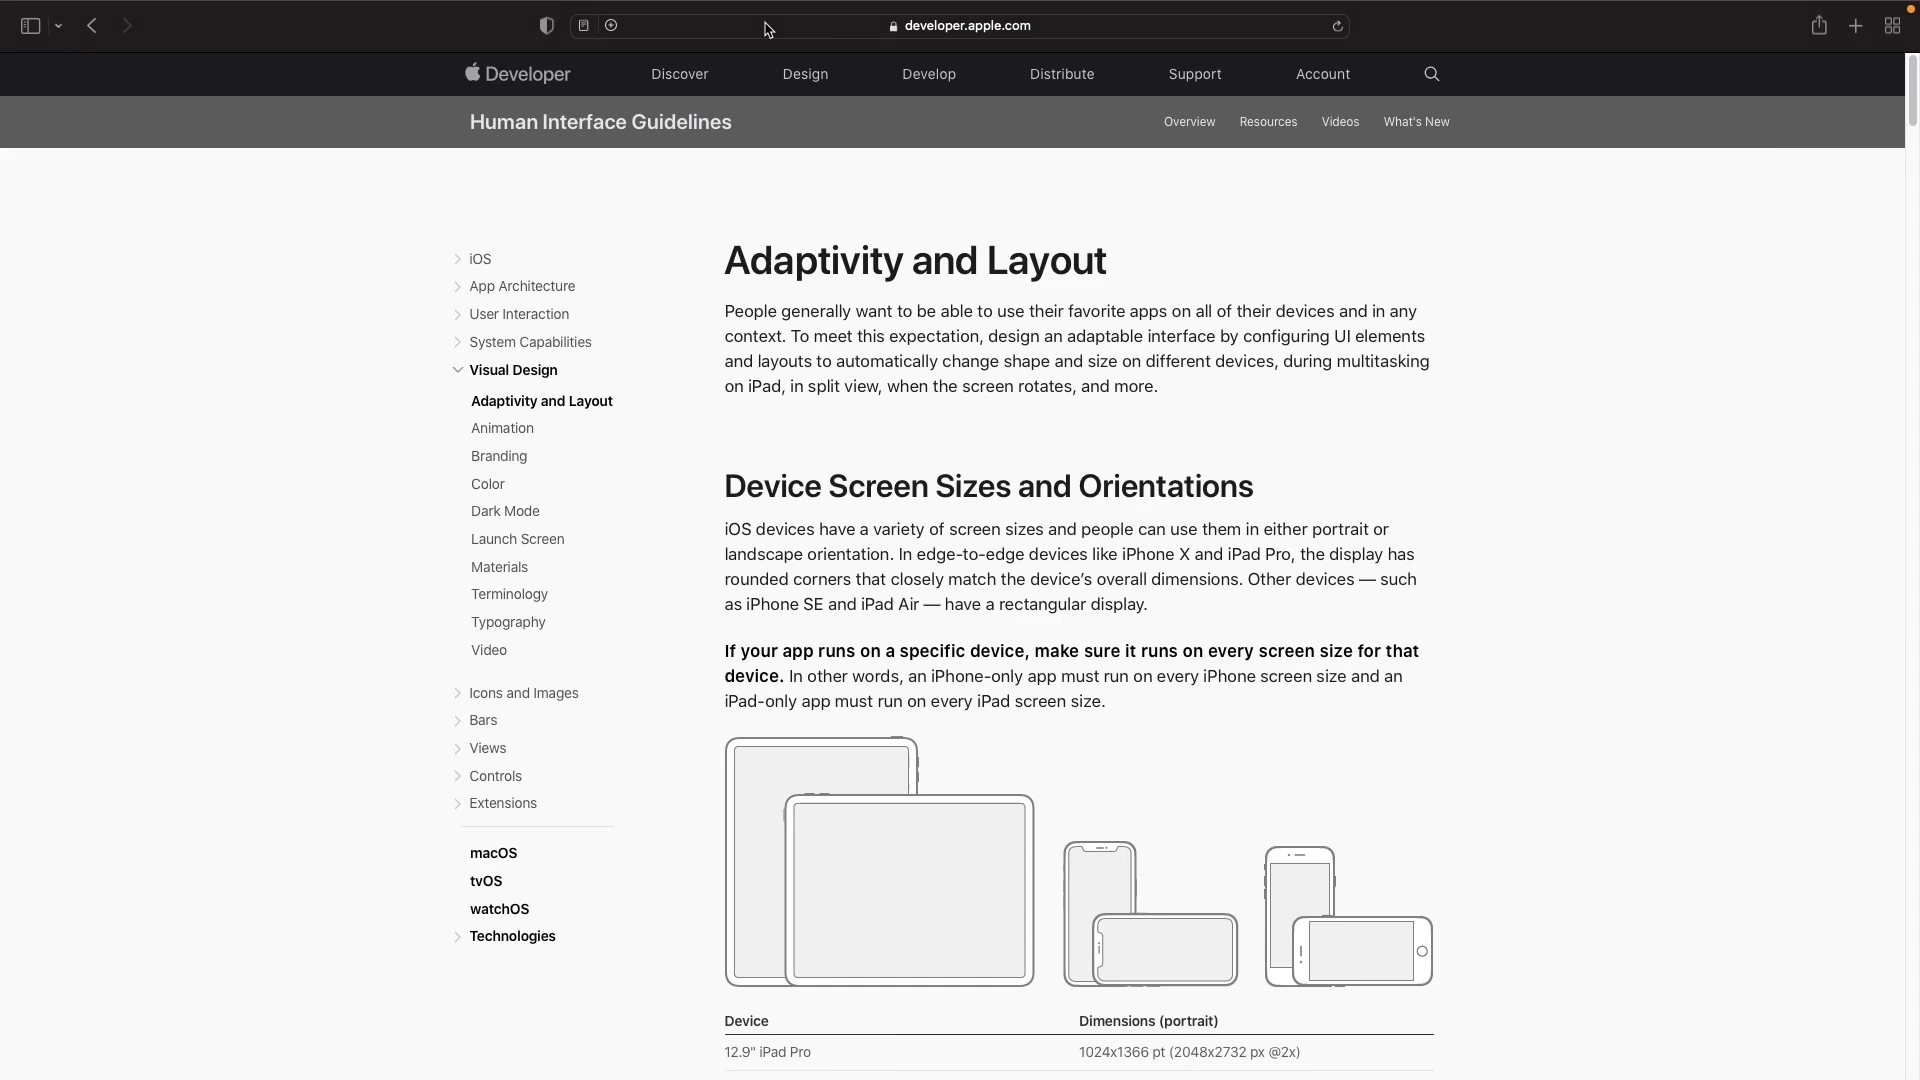 developer.apple.com
Developer
Discover
Design
Develop
Distribute
Support
Account
Human Interface Guidelines
Overview
Resources
Videos
What's New
iOS
App Architecture
User Interaction
System Capabilities
Visual Design
Adaptivity and Layout
Animation
Branding
Color
Dark Mode
Launch Screen
Materials
Terminology
Typography
Video
Icons and Images
Bars
Views
Controls
Extensions
macOS
tvOS
watchOS
Technologies
Adaptivity and Layout
People generally want to be able to use their favorite apps on all of their devices and in any
context. To meet this expectation, design an adaptable interface by configuring UI elements
and layouts to automatically change shape and size on different devices, during multitasking
on iPad, in split view, when the screen rotates, and more.
Device Screen Sizes and Orientations
iOS devices have a variety of screen sizes and people can use them in either portrait or
landscape orientation. In edge-to-edge devices like iPhone X and iPad Pro, the display has
rounded corners that closely match the device’s overall dimensions. Other devices — such
as iPhone SE and iPad Air — have a rectangular display.
If your app runs on a specific device, make sure it runs on every screen size for that
device. In other words, an iPhone-only app must run on every iPhone screen size and an
iPad-only app must run on every iPad screen size.
Device
Dimensions (portrait)
12.9" iPad Pro
1024x1366 pt (2048x2732 px @2x)